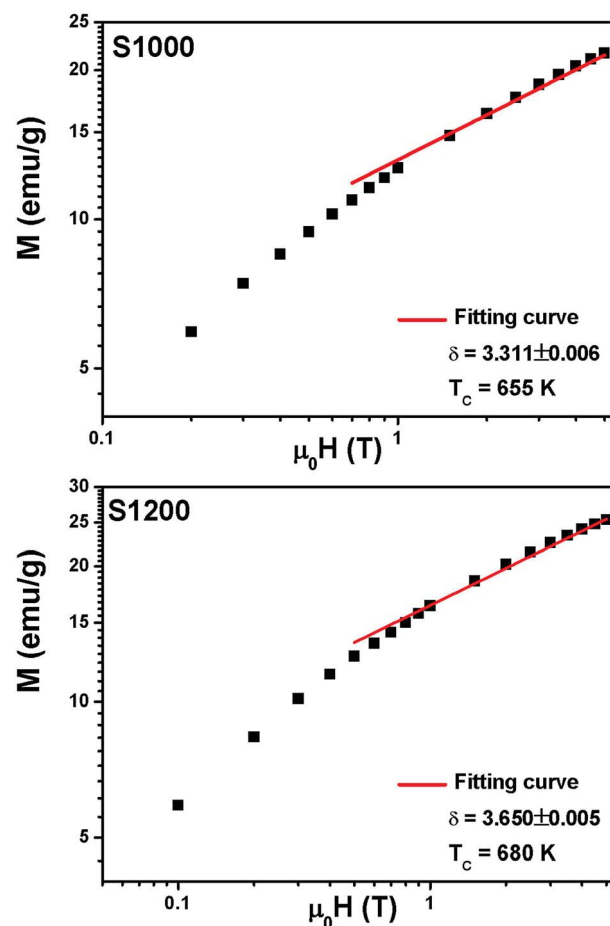 S1000
25
20
15
10
5
M (emu/g)
Fitting curve
δ = 3.311±0.006
T_C = 655 K
0.1
1
μ₀H (T)
S1200
30
25
20
15
10
5
M (emu/g)
Fitting curve
δ = 3.650±0.005
T_C = 680 K
0.1
1
μ₀H (T)